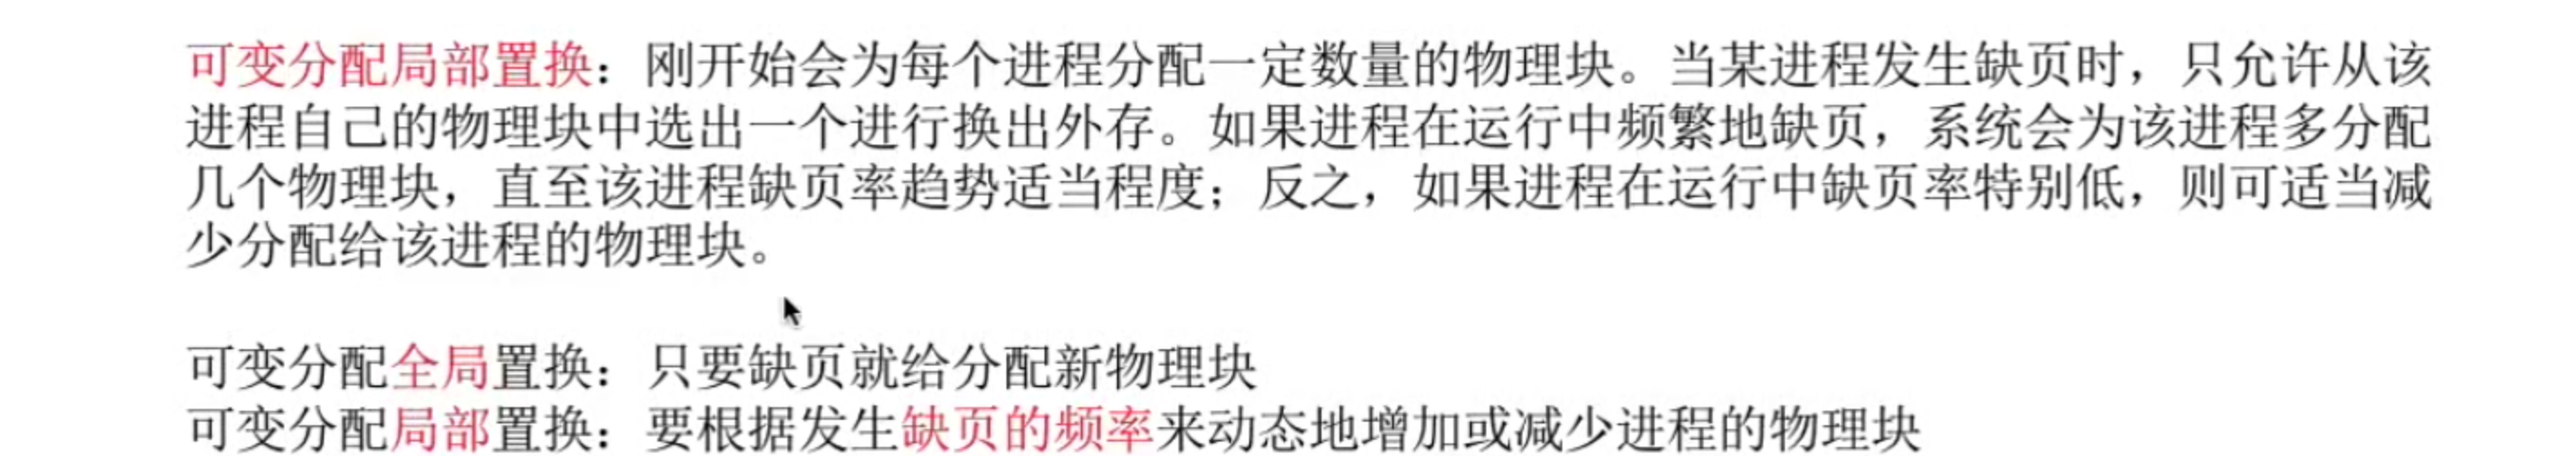 可变分配局部置换：刚开始会为每个进程分配一定数量的物理块。当某进程发生缺页时，只允许从该
进程自己的物理块中选出一个进行换出外存。如果进程在运行中频繁地缺页，系统会为该进程多分配
几个物理块，直至该进程缺页率趋势适当程度；反之，如果进程在运行中缺页率特别低，则可适当减
少分配给该进程的物理块。
可变分配全局置换：只要缺页就给分配新物理块
可变分配局部置换：要根据发生缺页的频率来动态地增加或减少进程的物理块